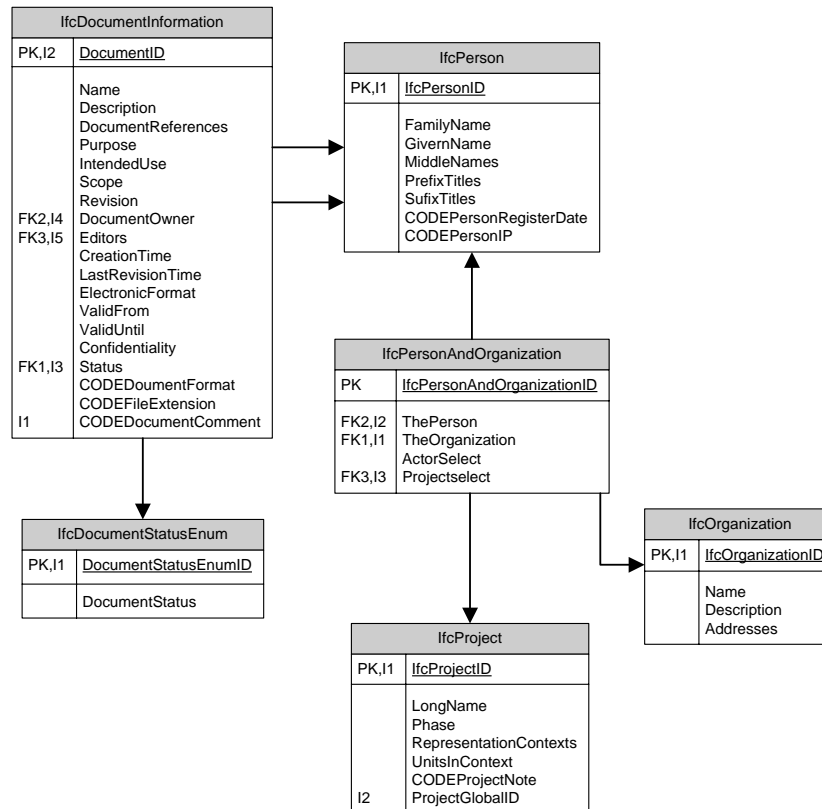 IfcDocumentInformation
PK,I2 DocumentID
Name
Description
DocumentReferences
Purpose
IntendedUse
Scope
Revision
FK2,I4 DocumentOwner
FK3,I5 Editors
CreationTime
LastRevisionTime
ElectronicFormat
ValidFrom
ValidUntil
Confidentiality
FK1,I3 Status
CODEDoumentFormat
CODEFileExtension
I1 CODEDocumentComment
IfcPerson
PK,I1 IfcPersonID
FamilyName
GivernName
MiddleNames
PrefixTitles
SufixTitles
CODEPersonRegisterDate
CODEPersonIP
IfcPersonAndOrganization
PK IfcPersonAndOrganizationID
FK2,I2 ThePerson
FK1,I1 TheOrganization
ActorSelect
FK3,I3 Projectselect
IfcDocumentStatusEnum
PK,I1 DocumentStatusEnumID
DocumentStatus
IfcOrganization
PK,I1 IfcOrganizationID
Name
Description
Addresses
IfcProject
PK,I1 IfcProjectID
LongName
Phase
RepresentationContexts
UnitsInContext
CODEProjectNote
I2 ProjectGlobalID